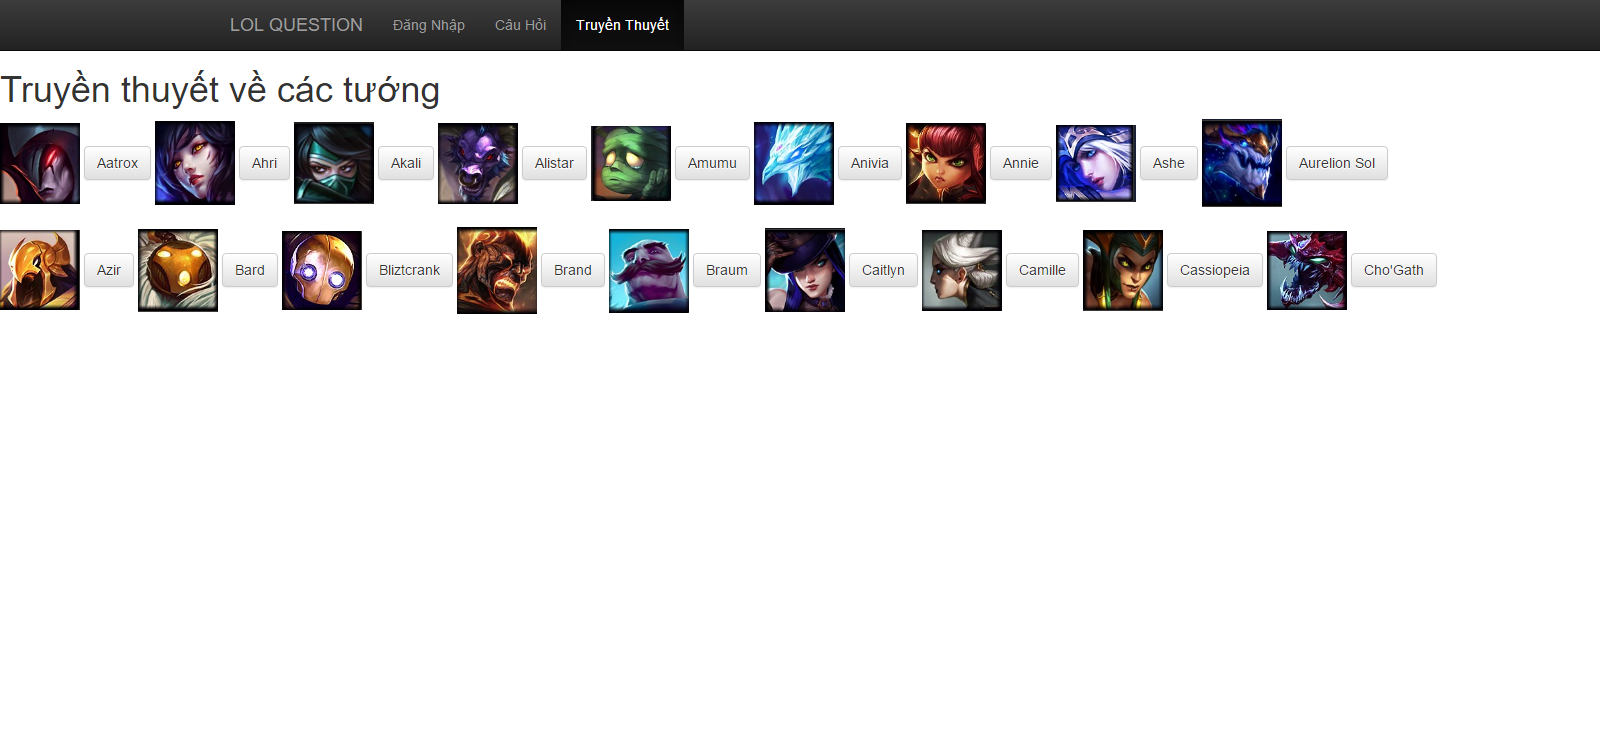 LOL QUESTION Đăng Nhập Câu Hỏi Truyền Thuyết
Truyền thuyết về các tướng
Aatrox Ahri Akali Alistar Amumu Anivia Annie Ashe Aurelion Sol
Azir Bard Bliztcrank Brand Braum Caitlyn Camille Cassiopeia Cho'Gath